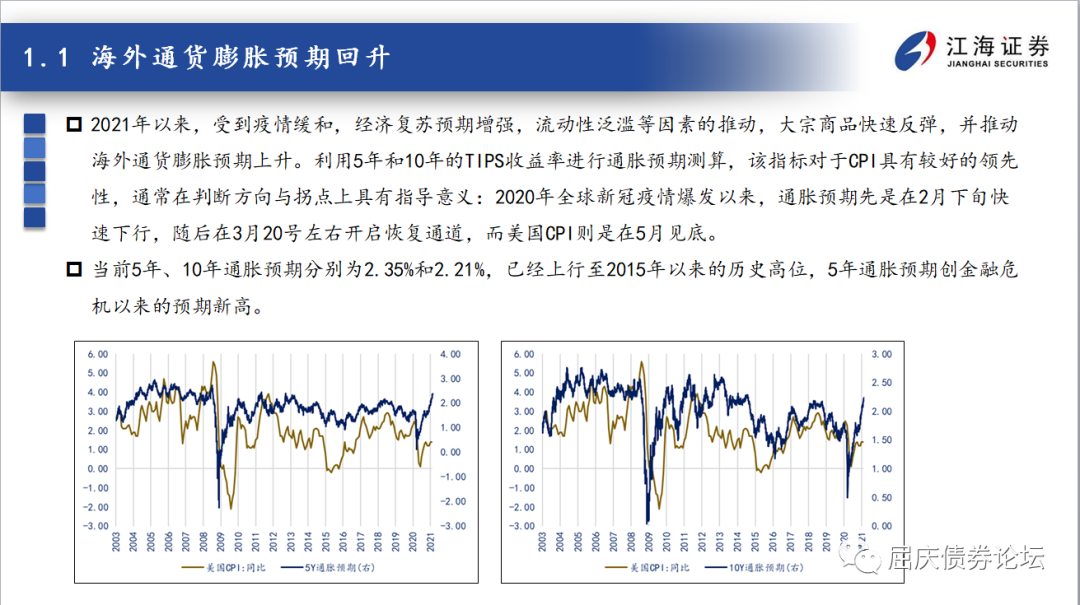 1.1 海外通货膨胀预期回升
江海证券
JIANGHAI SECURITIES
2021年以来，受到疫情缓和，经济复苏预期增强，流动性泛滥等因素的推动，大宗商品快速反弹，并推动
海外通货膨胀预期上升。利用5年和10年的TIPS收益率进行通胀预期测算，该指标对于CPI具有较好的领先
性，通常在判断方向与拐点上具有指导意义：2020年全球新冠疫情爆发以来，通胀预期先是在2月下旬快
速下行，随后在3月20号左右开启恢复通道，而美国CPI则是在5月见底。
当前5年、10年通胀预期分别为2.35%和2.21%，已经上行至2015年以来的历史高位，5年通胀预期创金融危
机以来的预期新高。
6.00
5.00
4.00
3.00
2.00
1.00
0.00
-1.00
-2.00
-3.00
4.00
3.00
2.00
1.00
0.00
-1.00
-2.00
-3.00
2003 2004 2005 2006 2007 2008 2009 2010 2011 2012 2013 2014 2015 2016 2017 2018 2019 2020 2021
美国CPI:同比 5Y通胀预期(右)
6.00
5.00
4.00
3.00
2.00
1.00
0.00
-1.00
-2.00
-3.00
3.00
2.50
2.00
1.50
1.00
0.50
0.00
2003 2004 2005 2006 2007 2008 2009 2010 2011 2012 2013 2014 2015 2016 2017 2018 2019 2020
美国CPI:同比 10Y通胀预期(右)
屈庆债券论坛